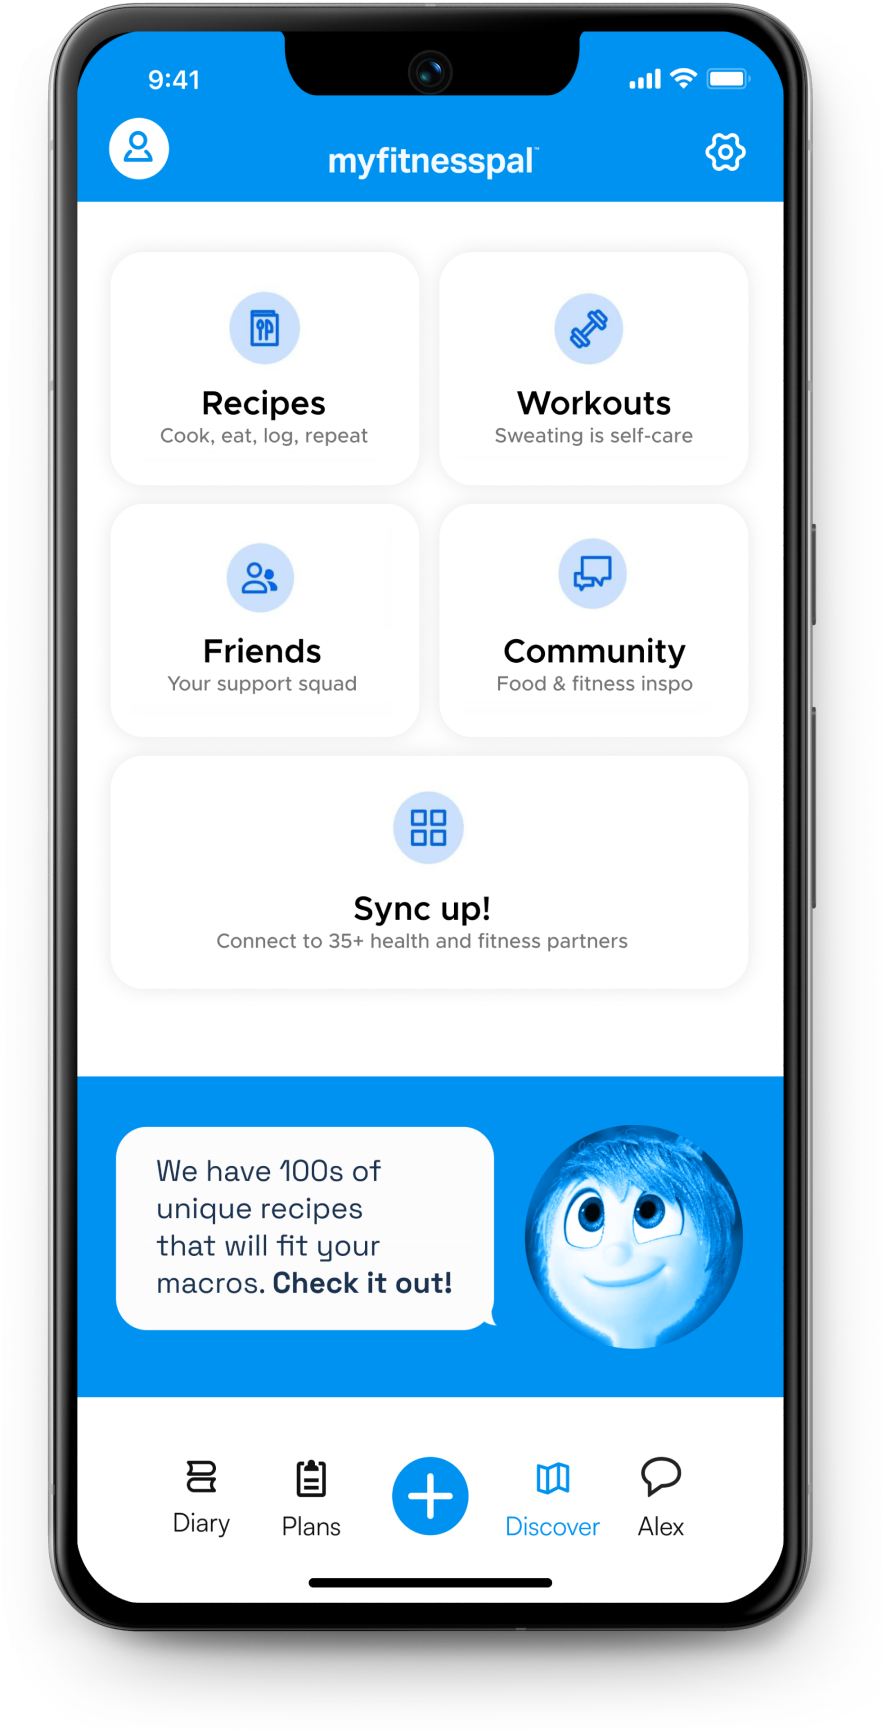 9:41
myfitnesspal™
Recipes
Cook, eat, log, repeat
Workouts
Sweating is self-care
Friends
Your support squad
Community
Food & fitness inspo
Sync up!
Connect to 35+ health and fitness partners
We have 100s of
unique recipes
that will fit your
macros. Check it out!
Diary
Plans
Discover
Alex